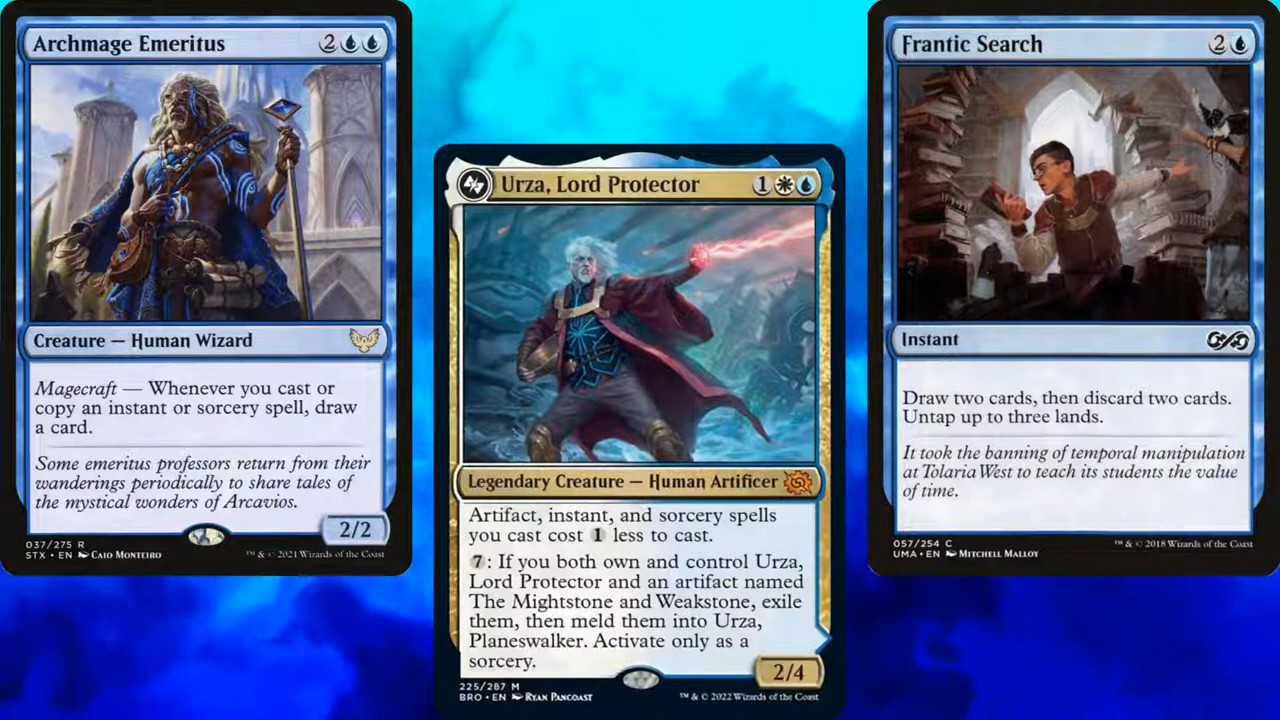 Archmage Emeritus 2
Creature — Human Wizard
Magecraft — Whenever you cast or
copy an instant or sorcery spell, draw
a card.
Some emeritus professors return from their
wanderings periodically to share tales of
the mystical wonders of Arcavios.
2/2
037/275 R
STX • EN Caio Monteiro
™ & © 2021 Wizards of the Coast
Urza, Lord Protector 1
Legendary Creature — Human Artificer
Artifact, instant, and sorcery spells
you cast cost 1 less to cast.
7: If you both own and control Urza,
Lord Protector and an artifact named
The Mightstone and Weakstone, exile
them, then meld them into Urza,
Planeswalker. Activate only as a
sorcery.
2/4
225/287 M
BRO • EN Ryan Pancoast
™ & © 2022 Wizards of the Coast
Frantic Search 2
Instant
Draw two cards, then discard two cards.
Untap up to three lands.
It took the banning of temporal manipulation
at Tolaria West to teach its students the value
of time.
057/254 C
UMA • EN Mitchell Malloy
™ & © 2018 Wizards of the Coast